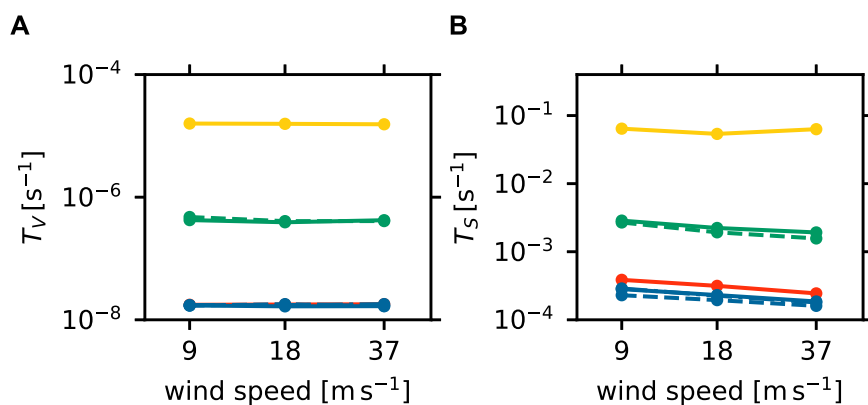 A
B
10⁻⁴
10⁻⁶
10⁻⁸
T_V [s⁻¹]
9 18 37
wind speed [m s⁻¹]
10⁻¹
10⁻²
10⁻³
10⁻⁴
T_S [s⁻¹]
9 18 37
wind speed [m s⁻¹]